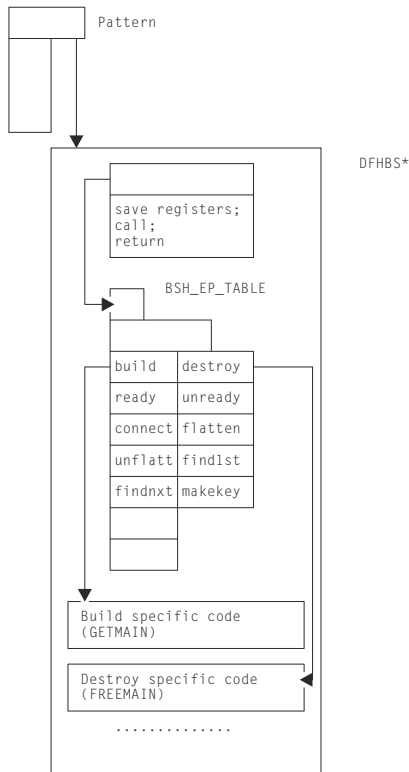 Pattern
DFHBS*
save registers;
call;
return
BSH_EP_TABLE
build destroy
ready unready
connect flatten
unflatt findlst
findnxt makekey
Build specific code
(GETMAIN)
Destroy specific code
(FREEMAIN)
..............